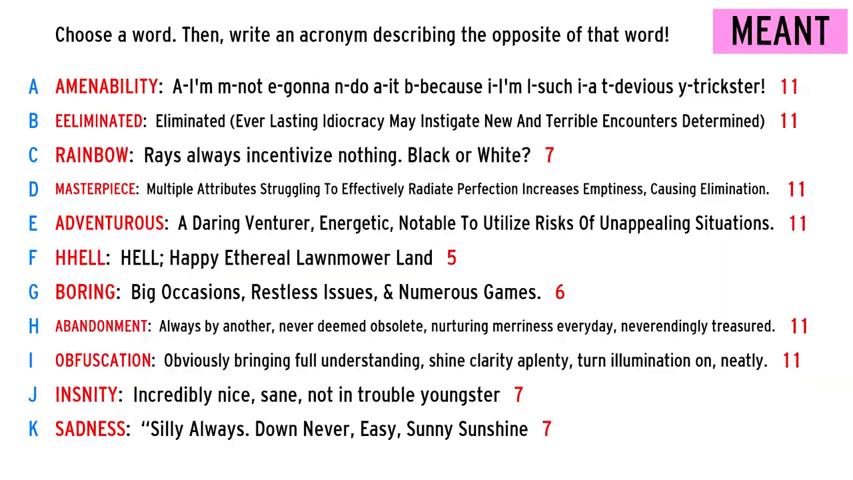 Choose a word. Then, write an acronym describing the opposite of that word!
MEANT
A AMENABILITY: A-I'm m-not e-gonna n-do a-it b-because i-I'm l-such i-a t-devious y-trickster! 11
B EELIMINATED: Eliminated (Ever Lasting Idiocracy May Instigate New And Terrible Encounters Determined) 11
C RAINBOW: Rays always incentivize nothing. Black or White? 7
D MASTERPIECE: Multiple Attributes Struggling To Effectively Radiate Perfection Increases Emptiness, Causing Elimination. 11
E ADVENTUROUS: A Daring Venturer, Energetic, Notable To Utilize Risks Of Unappealing Situations. 11
F HHELL: HELL; Happy Ethereal Lawnmower Land 5
G BORING: Big Occasions, Restless Issues, & Numerous Games. 6
H ABANDONMENT: Always by another, never deemed obsolete, nurturing merriness everyday, neverendingly treasured. 11
I OBFUSCATION: Obviously bringing full understanding, shine clarity aplenty, turn illumination on, neatly. 11
J INSNITY: Incredibly nice, sane, not in trouble youngster 7
K SADNESS: “Silly Always. Down Never, Easy, Sunny Sunshine 7